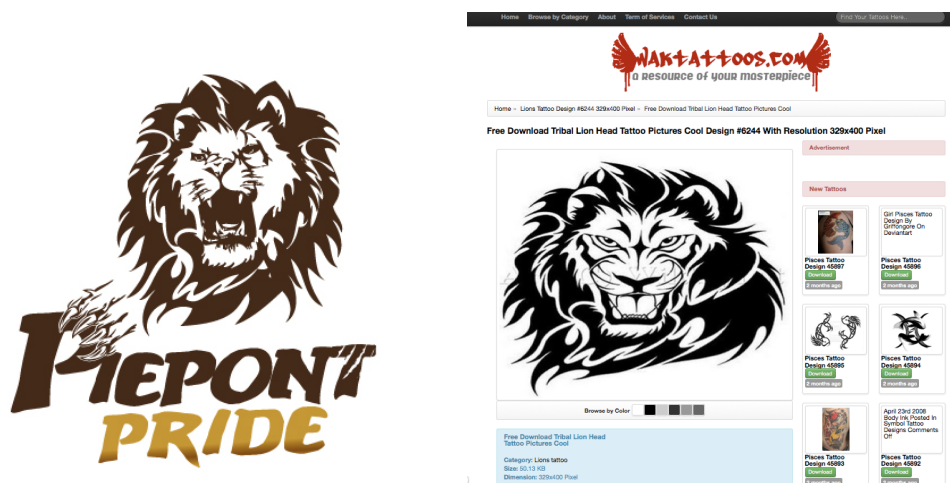 PIEPONT
PRIDE
Home Browse by Category About Term of Services Contact Us
Find Your Tattoos Here..
WAKTATTOOS.COM
a resource of your masterpiece
Home » Lions Tattoo Design #6244 329x400 Pixel » Free Download Tribal Lion Head Tattoo Pictures Cool
Free Download Tribal Lion Head Tattoo Pictures Cool Design #6244 With Resolution 329x400 Pixel
Browse by Color
Free Download Tribal Lion Head
Tattoo Pictures Cool
Category: Lions tattoo
Size: 50.13 KB
Dimension: 329x400 Pixel
Advertisement
New Tattoos
Pisces Tattoo
Design 45897
Download
2 months ago
Girl Pisces Tattoo
Design By
Griffongore On
Deviantart
Pisces Tattoo
Design 45896
Download
2 months ago
Pisces Tattoo
Design 45895
Download
2 months ago
Pisces Tattoo
Design 45894
Download
2 months ago
Pisces Tattoo
Design 45893
Download
April 23rd 2008
Body Ink Posted In
Symbol Tattoo
Designs Comments
Off
Pisces Tattoo
Design 45892
Download